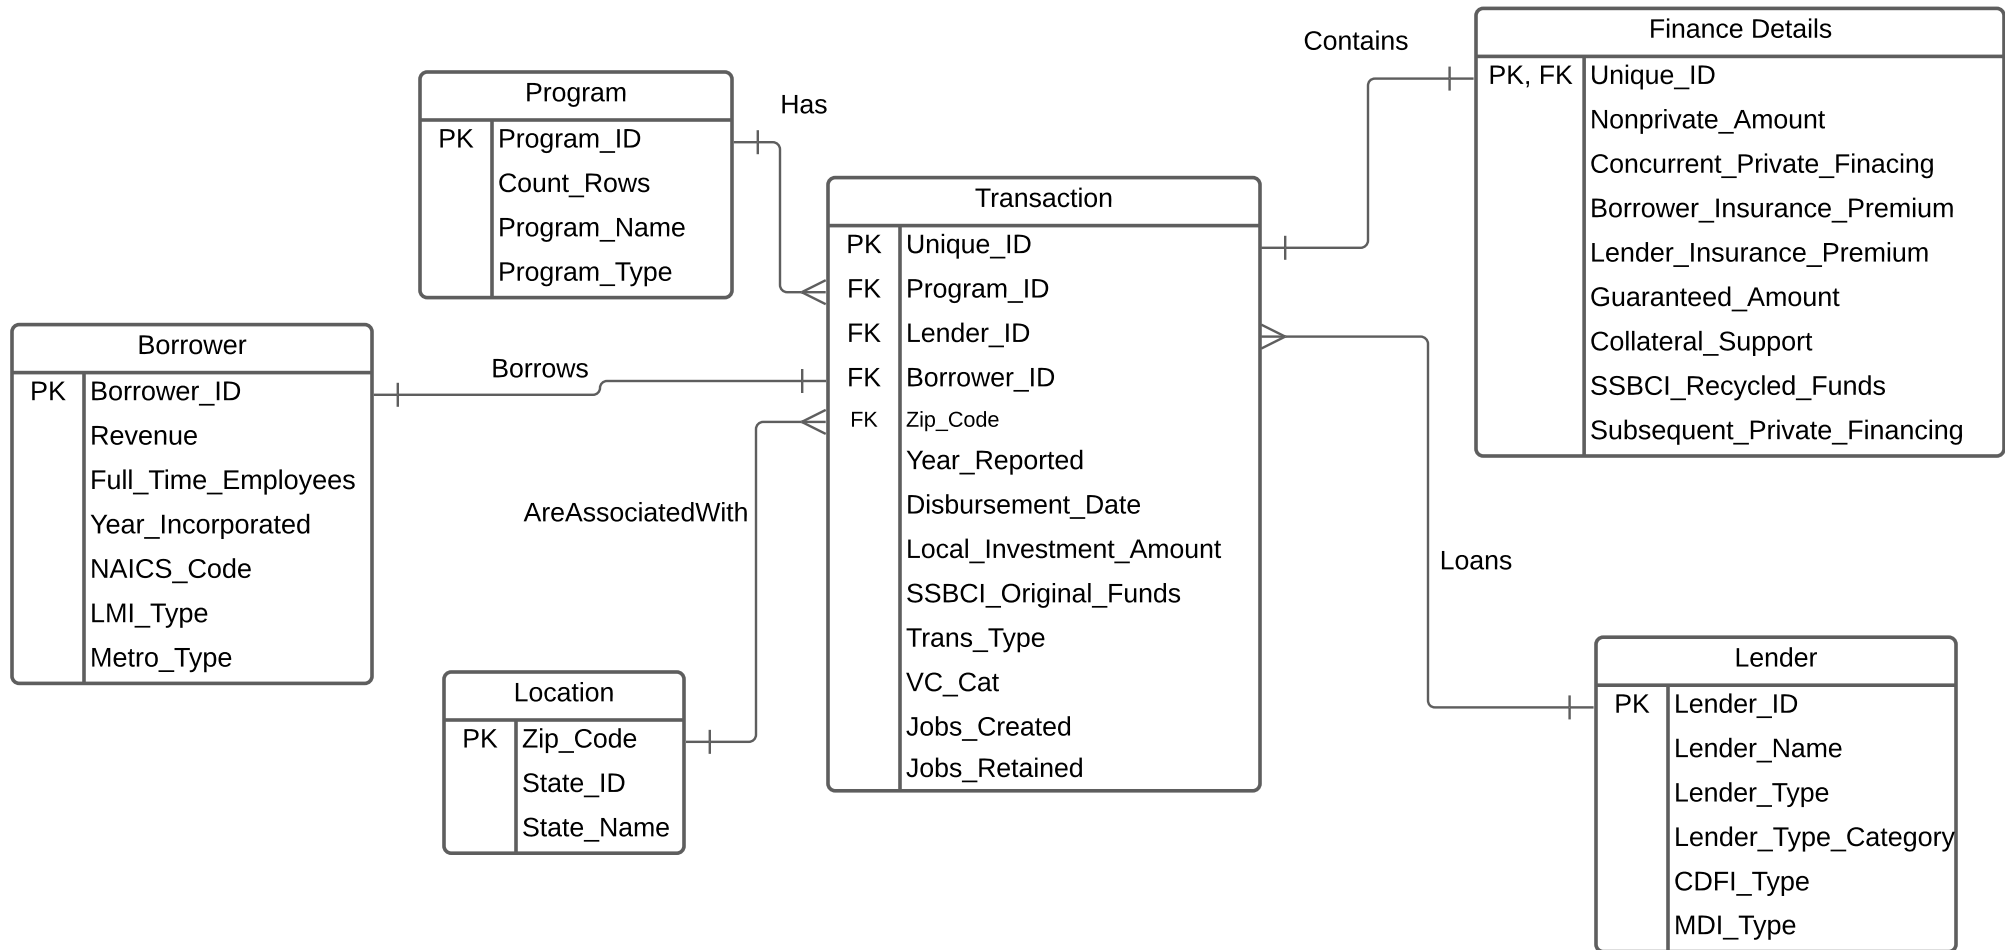 Contains
Finance Details
PK, FK Unique_ID
Nonprivate_Amount
Concurrent_Private_Finacing
Borrower_Insurance_Premium
Lender_Insurance_Premium
Guaranteed_Amount
Collateral_Support
SSBCI_Recycled_Funds
Subsequent_Private_Financing
Program
PK Program_ID
Count_Rows
Program_Name
Program_Type
Has
Transaction
PK Unique_ID
FK Program_ID
FK Lender_ID
FK Borrower_ID
FK Zip_Code
Year_Reported
Disbursement_Date
Local_Investment_Amount
SSBCI_Original_Funds
Trans_Type
VC_Cat
Jobs_Created
Jobs_Retained
Borrower
PK Borrower_ID
Revenue
Full_Time_Employees
Year_Incorporated
NAICS_Code
LMI_Type
Metro_Type
Borrows
AreAssociatedWith
Loans
Location
PK Zip_Code
State_ID
State_Name
Lender
PK Lender_ID
Lender_Name
Lender_Type
Lender_Type_Category
CDFI_Type
MDI_Type